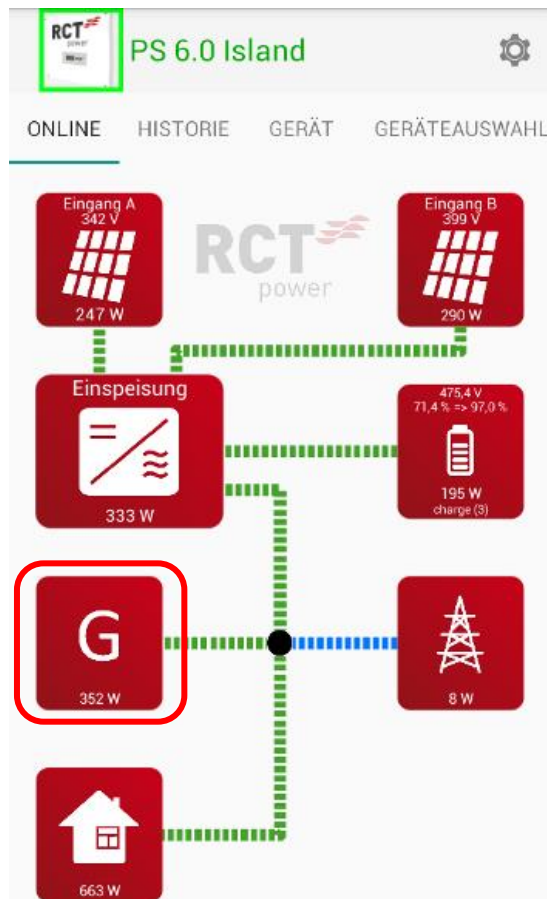 RCT
power
PS 6.0 Island
ONLINE HISTORIE GERÄT GERÄTEAUSWAHL
Eingang A
342 V
247 W
RCT
power
Eingang B
399 V
290 W
Einspeisung
333 W
475,4 V
71,4 % => 97,0 %
195 W
charge (3)
G
352 W
8 W
663 W